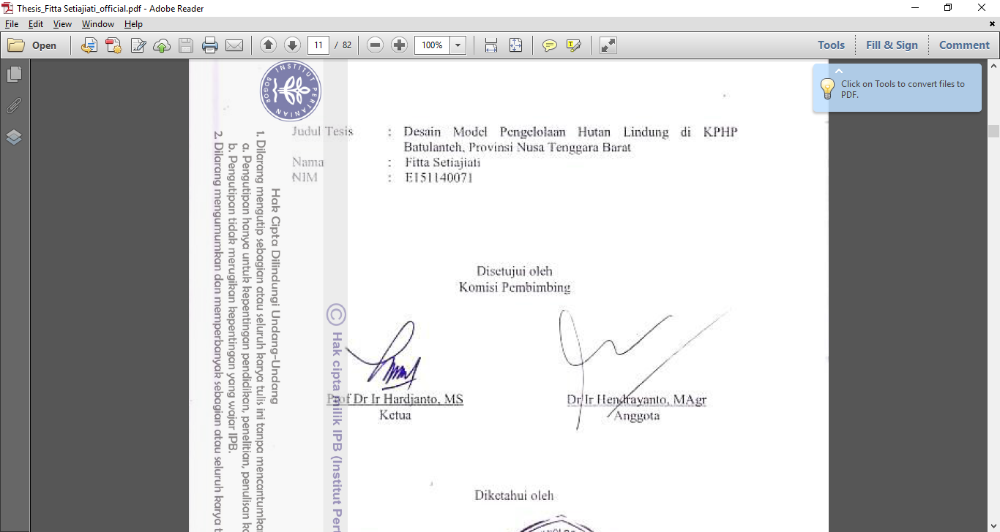 Thesis_Fitta Setiajiati_official.pdf - Adobe Reader
File Edit View Window Help
Open 11 / 82 100% Tools Fill & Sign Comment
Click on Tools to convert files to
PDF.
INSTITUT PERTANIAN BOGOR
Judul Tesis : Desain Model Pengelolaan Hutan Lindung di KPHP
Batulanteh, Provinsi Nusa Tenggara Barat
Nama : Fitta Setiajiati
NIM : E151140071
Disetujui oleh
Komisi Pembimbing
Prof Dr Ir Hardjanto, MS
Ketua
Dr Ir Hendrayanto, MAgr
Anggota
Diketahui oleh
Hak Cipta Dilindungi Undang-Undang
1. Dilarang mengutip sebagian atau seluruh karya tulis ini tanpa mencantumka
a. Pengutipan hanya untuk kepentingan pendidikan, penelitian, penulisan k
b. Pengutipan tidak merugikan kepentingan yang wajar IPB.
2. Dilarang mengumumkan dan memperbanyak sebagian atau seluruh karya t
© Hak cipta milik IPB (Institut Pert